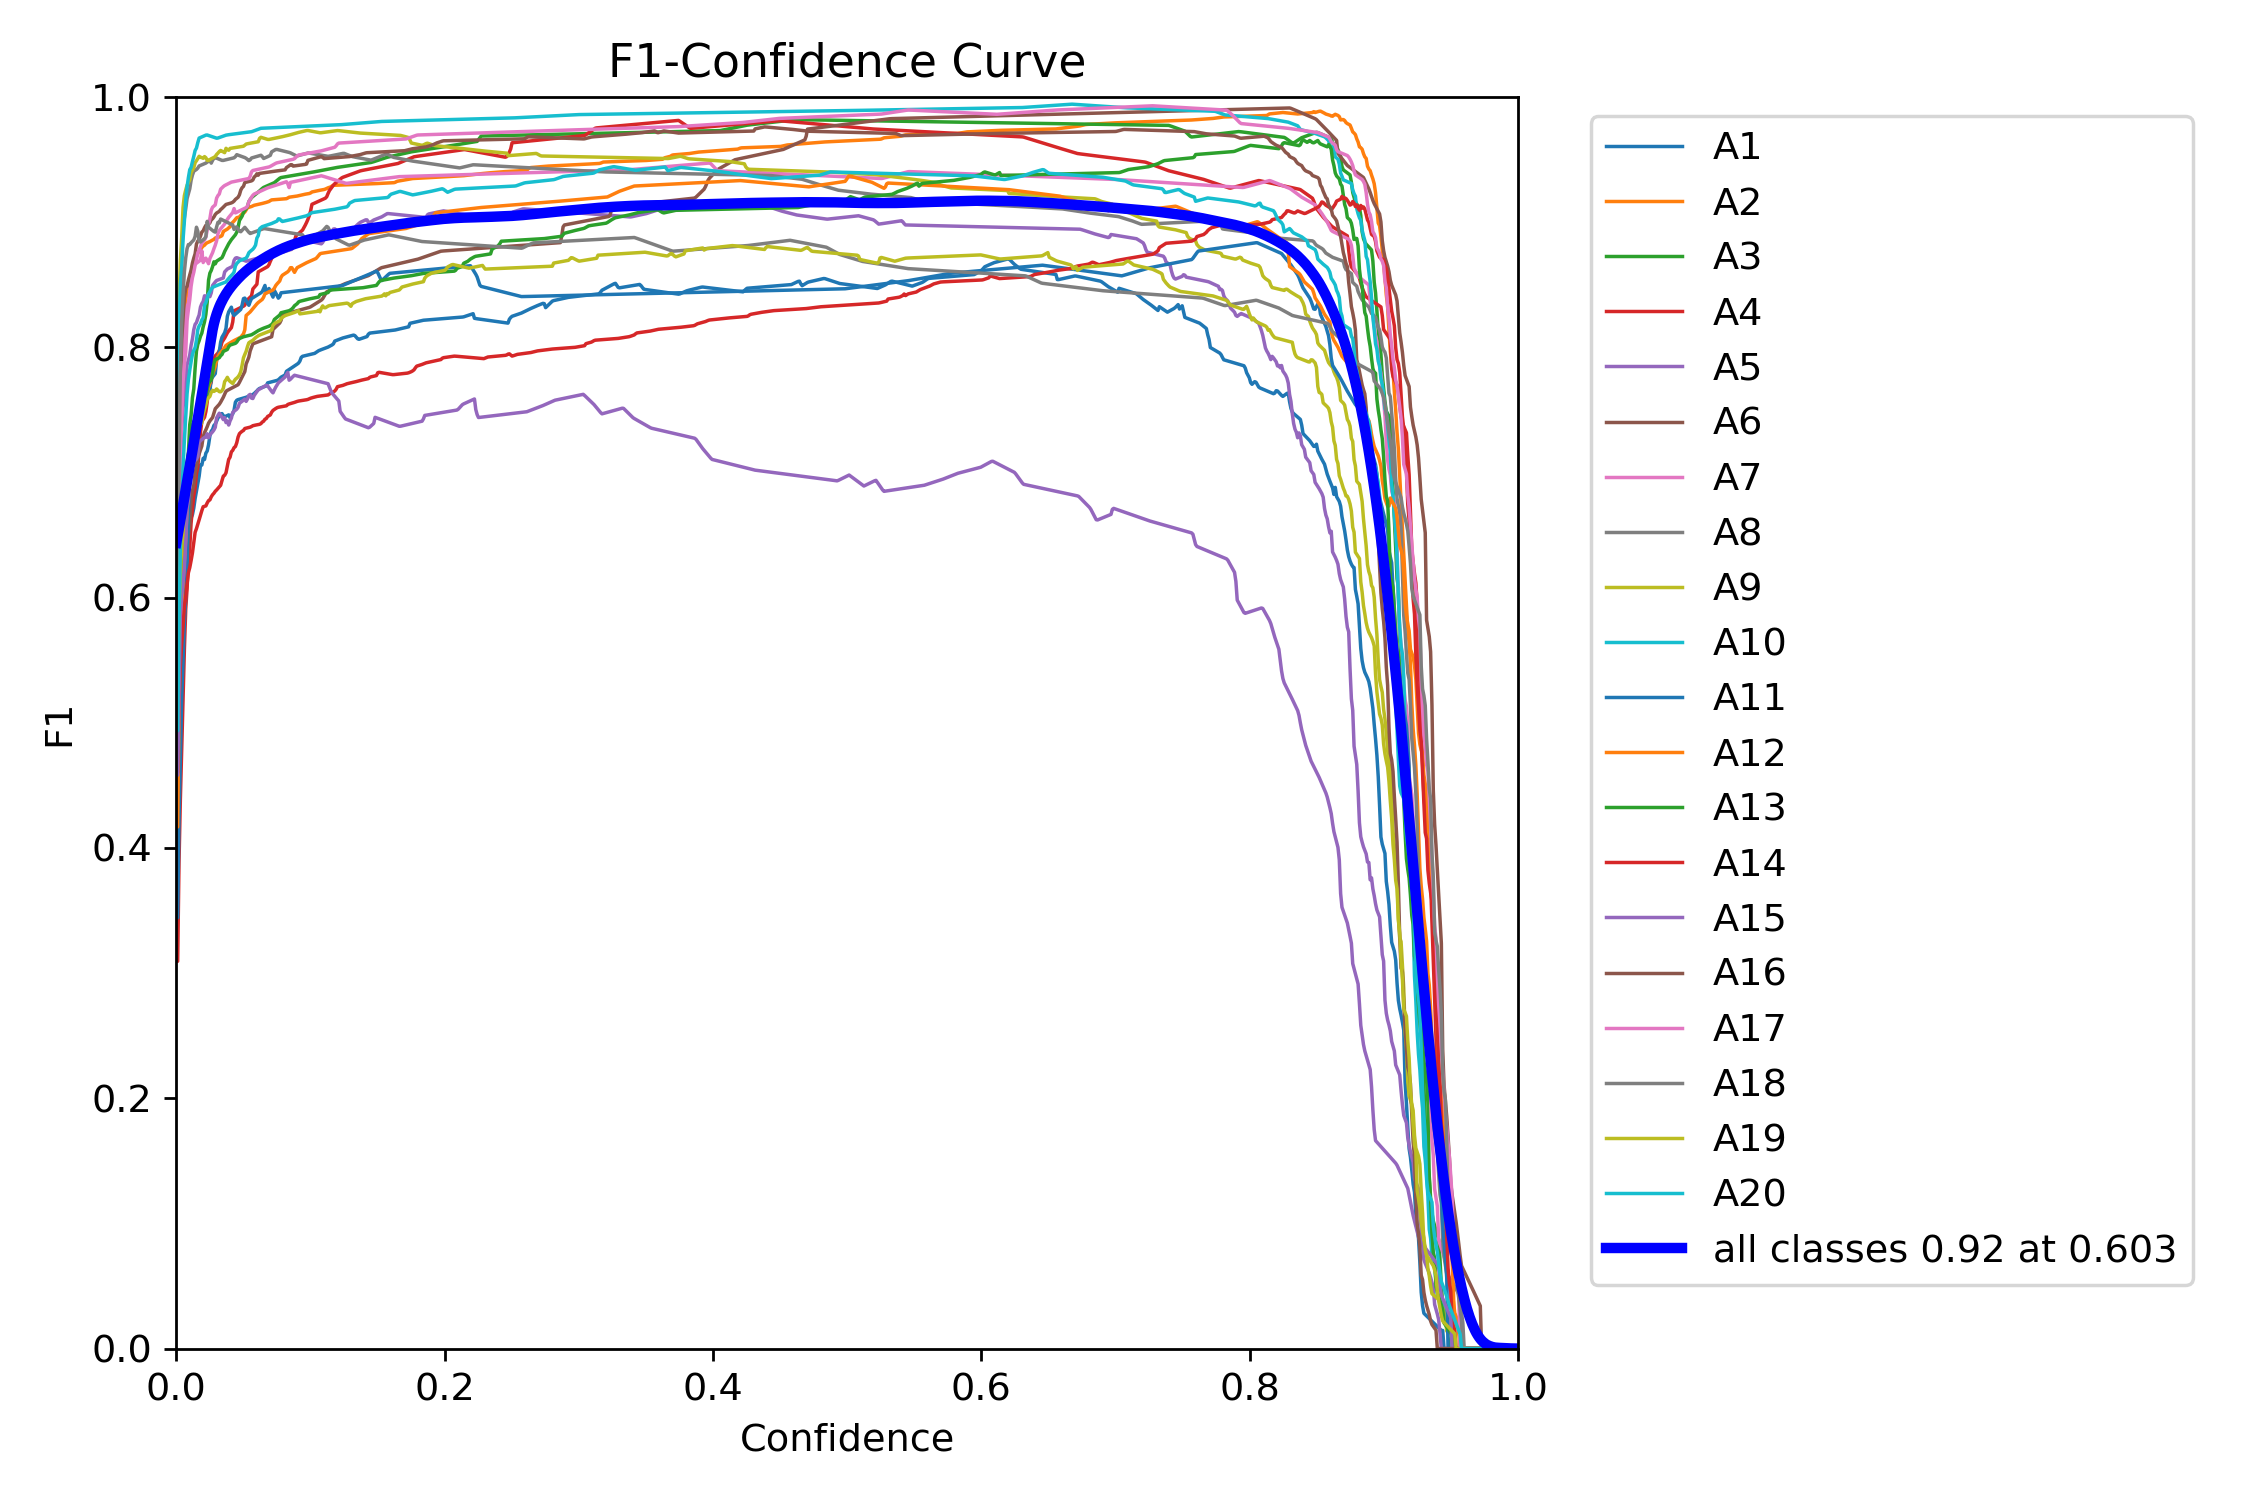 F1-Confidence Curve
1.0
0.8
0.6
0.4
0.2
0.0
F1
0.0 0.2 0.4 0.6 0.8 1.0
Confidence
A1
A2
A3
A4
A5
A6
A7
A8
A9
A10
A11
A12
A13
A14
A15
A16
A17
A18
A19
A20
all classes 0.92 at 0.603